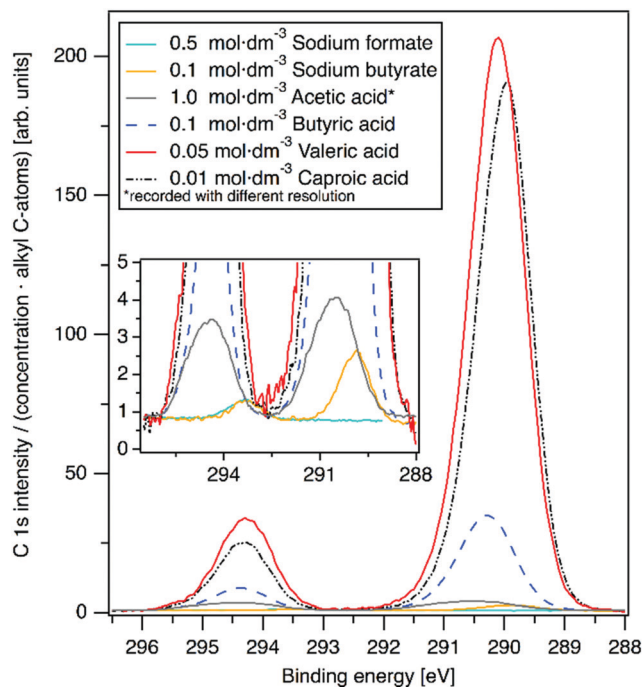 C 1s intensity / (concentration · alkyl C-atoms) [arb. units]
200
150
100
50
0
0.5 mol·dm⁻³ Sodium formate
0.1 mol·dm⁻³ Sodium butyrate
1.0 mol·dm⁻³ Acetic acid*
0.1 mol·dm⁻³ Butyric acid
0.05 mol·dm⁻³ Valeric acid
0.01 mol·dm⁻³ Caproic acid
*recorded with different resolution
5
4
3
2
1
0
294 291 288
296 295 294 293 292 291 290 289 288
Binding energy [eV]